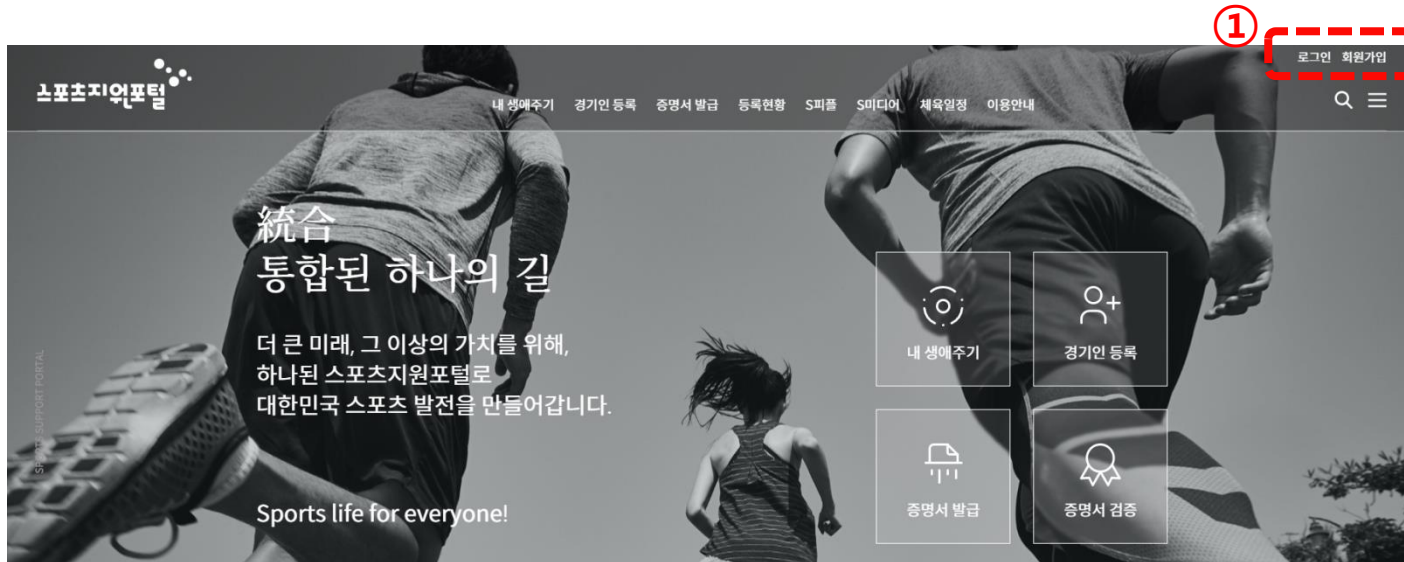 ①
로그인 회원가입
스포츠지원포털
내 생애주기 경기인 등록 증명서 발급 등록현황 S피플 S미디어 체육일정 이용안내
統合
통합된 하나의 길
더 큰 미래, 그 이상의 가치를 위해,
하나된 스포츠지원포털로
대한민국 스포츠 발전을 만들어갑니다.
Sports life for everyone!
내 생애주기
경기인 등록
증명서 발급
증명서 검증
SPORTS SUPPORT PORTAL